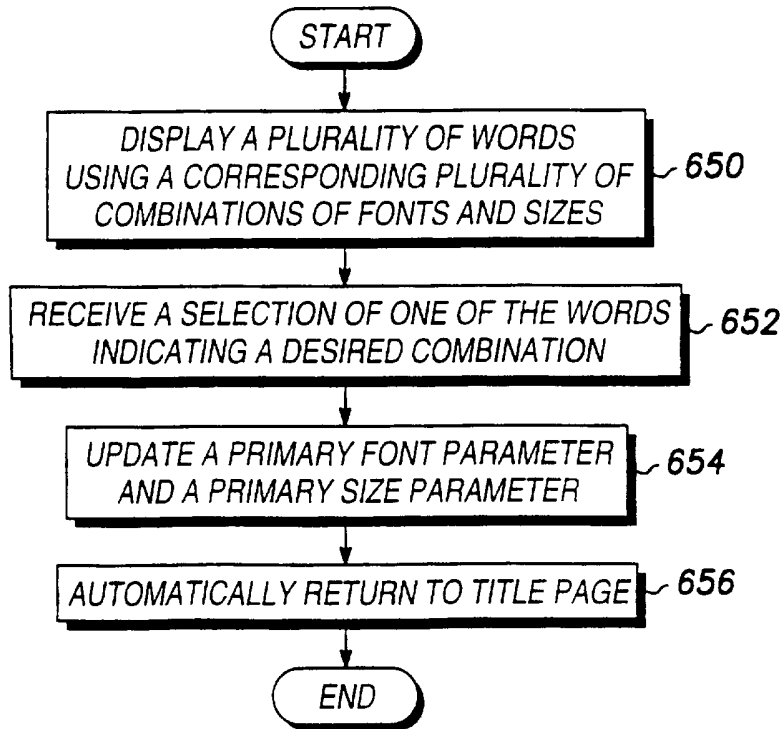 START
DISPLAY A PLURALITY OF WORDS
USING A CORRESPONDING PLURALITY OF
COMBINATIONS OF FONTS AND SIZES
650
RECEIVE A SELECTION OF ONE OF THE WORDS
INDICATING A DESIRED COMBINATION
652
UPDATE A PRIMARY FONT PARAMETER
AND A PRIMARY SIZE PARAMETER
654
AUTOMATICALLY RETURN TO TITLE PAGE
656
END